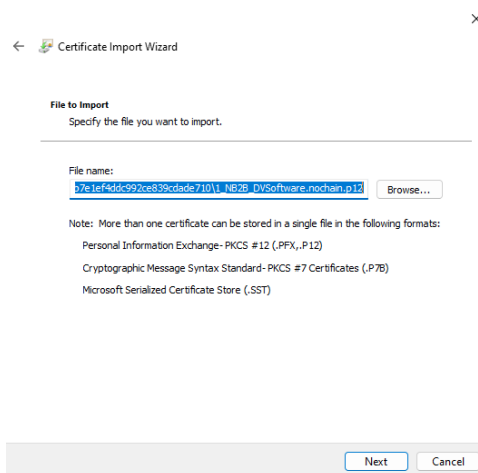 Certificate Import Wizard
File to Import
Specify the file you want to import.
File name:
b7e1ef4ddc992ce839cdade710\1_NB2B_DVSoftware.nochain.p12
Browse...
Note: More than one certificate can be stored in a single file in the following formats:
Personal Information Exchange- PKCS #12 (.PFX,.P12)
Cryptographic Message Syntax Standard- PKCS #7 Certificates (.P7B)
Microsoft Serialized Certificate Store (.SST)
Next
Cancel